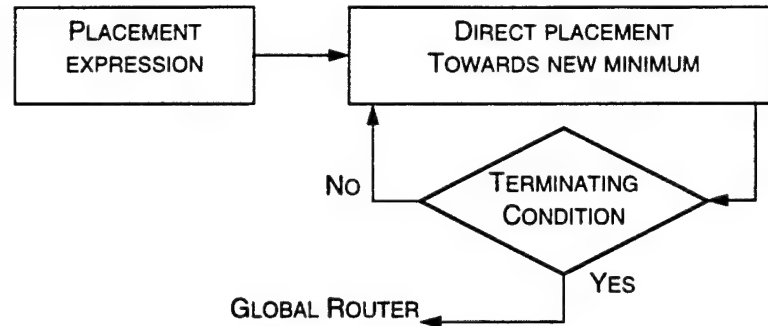 PLACEMENT
EXPRESSION
DIRECT PLACEMENT
TOWARDS NEW MINIMUM
NO
TERMINATING
CONDITION
YES
GLOBAL ROUTER